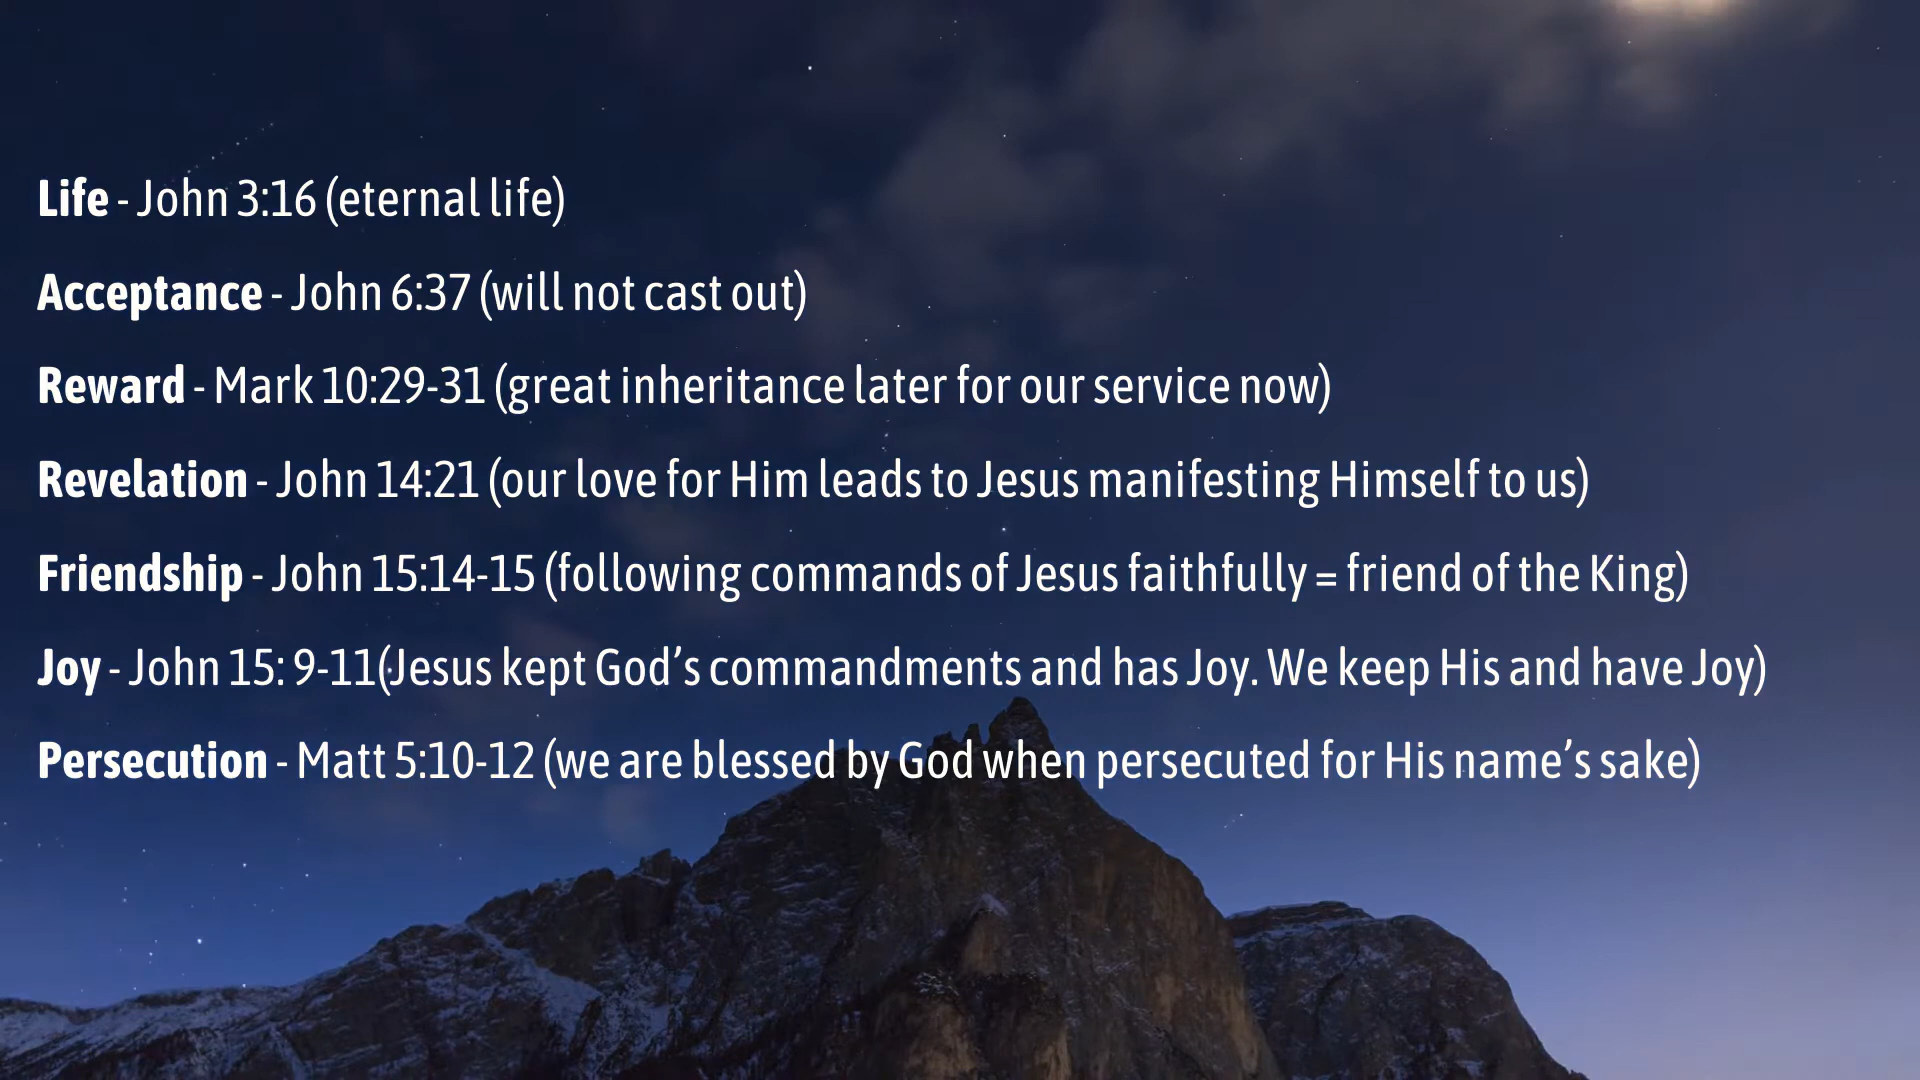 Life - John 3:16 (eternal life)
Acceptance - John 6:37 (will not cast out)
Reward - Mark 10:29-31 (great inheritance later for our service now)
Revelation - John 14:21 (our love for Him leads to Jesus manifesting Himself to us)
Friendship - John 15:14-15 (following commands of Jesus faithfully = friend of the King)
Joy - John 15: 9-11(Jesus kept God’s commandments and has Joy. We keep His and have Joy)
Persecution - Matt 5:10-12 (we are blessed by God when persecuted for His name’s sake)